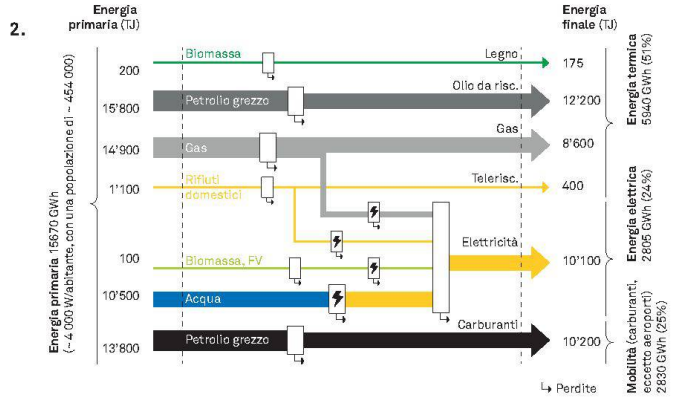 2.
Energia
primaria (TJ)
Energia
finale (TJ)
Energia primaria 15670 GWh
(~4 000 W/abitante, con una popolazione di ~ 454 000)
200
Biomassa
Legno
175
15’800
Petrolio grezzo
Olio da risc.
12’200
14’900
Gas
Gas
8’600
1’100
Rifiuti
domestici
Telerisc.
400
100
Biomassa, FV
Elettricità
10’100
10’500
Acqua
13’800
Petrolio grezzo
Carburanti
10’200
Energia termica
5940 GWh (51%)
Energia elettrica
2805 GWh (24%)
Mobilità (carburanti,
eccetto aeroporti)
2830 GWh (25%)
Perdite